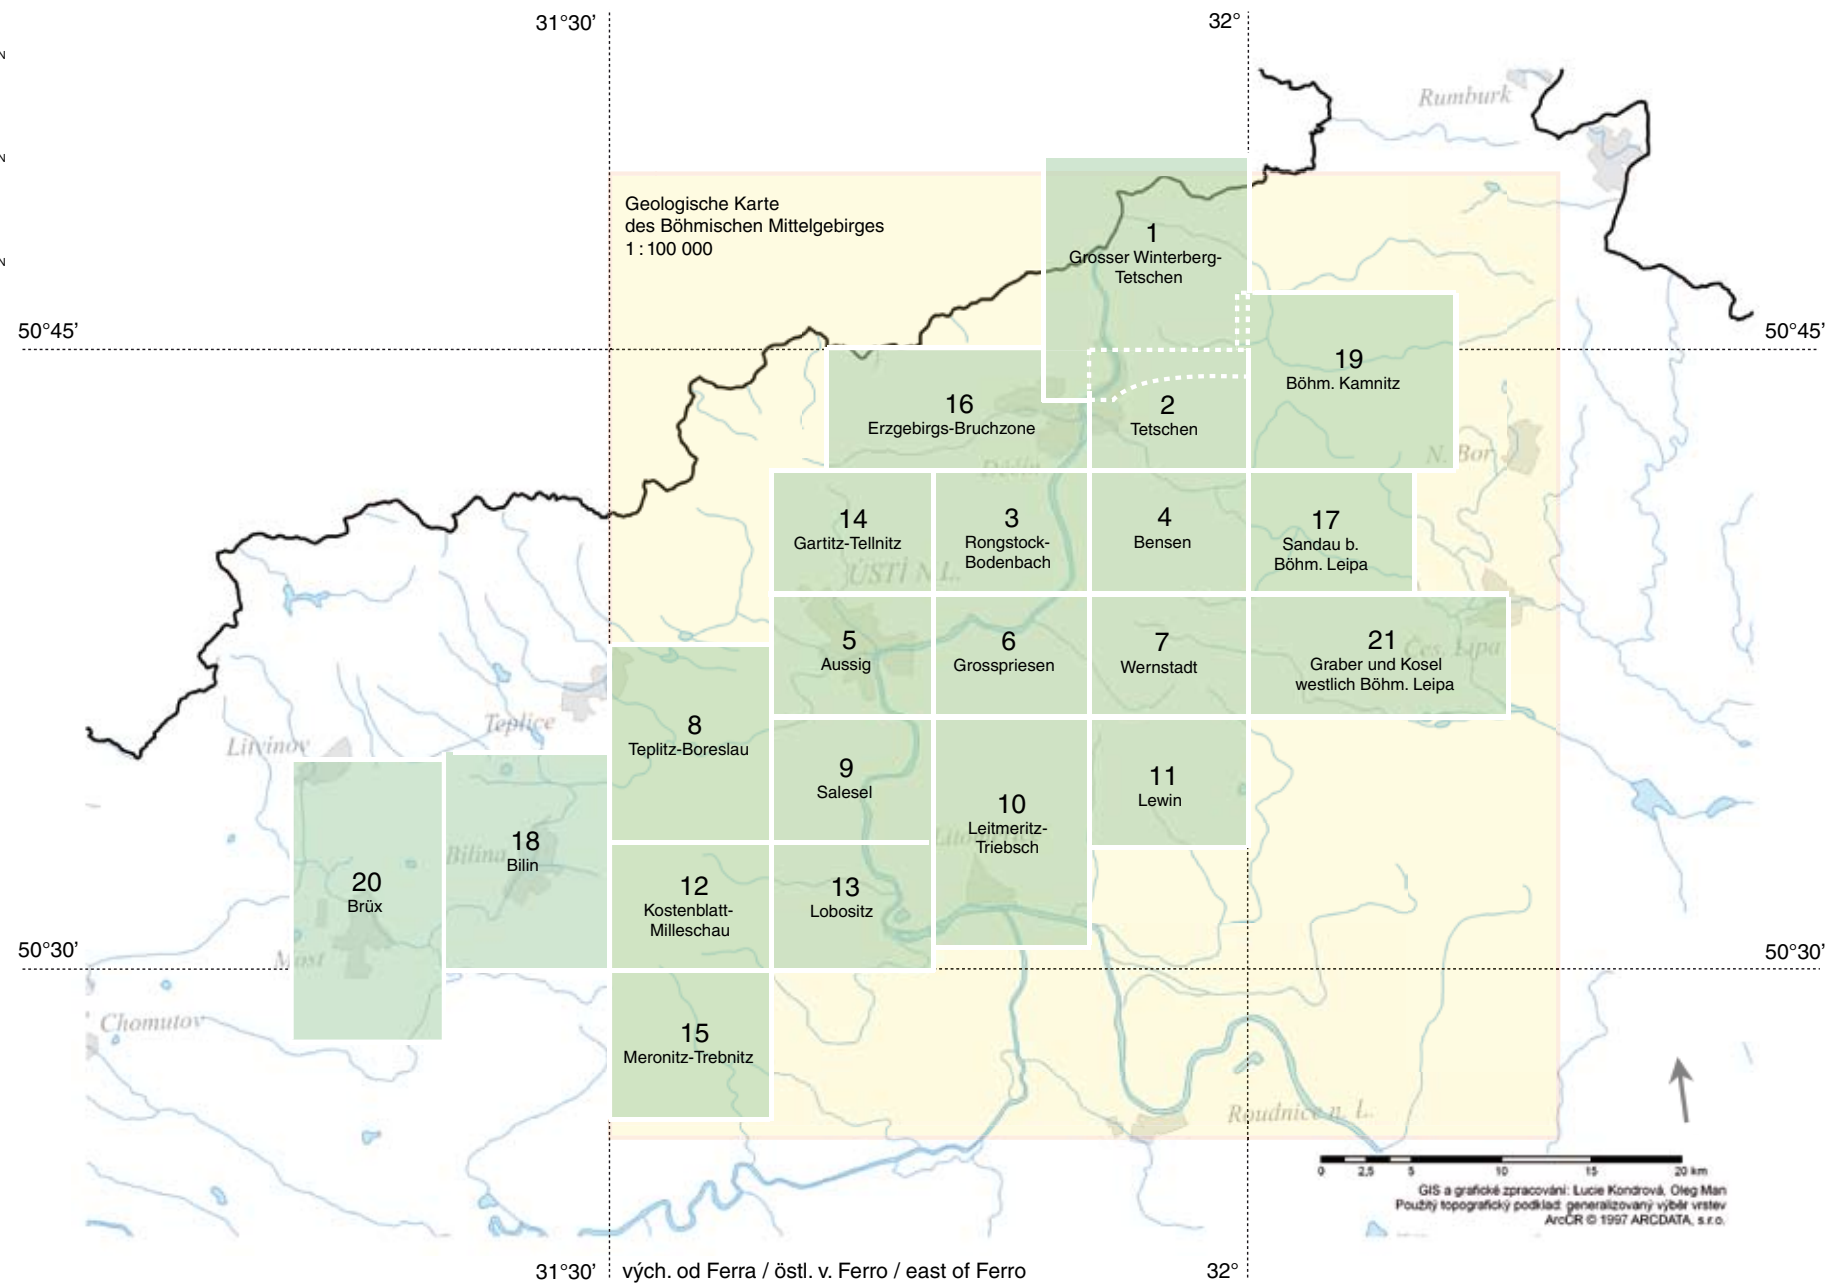 31°30’
32°
N
N
N
Rumburk
Geologische Karte
des Böhmischen Mittelgebirges
1 : 100 000
1
Grosser Winterberg-
Tetschen
50°45’
50°45’
19
Böhm. Kamnitz
16
Erzgebirgs-Bruchzone
2
Tetschen
N. Bor
Děčín
14
Gartitz-Tellnitz
3
Rongstock-
Bodenbach
4
Bensen
17
Sandau b.
Böhm. Leipa
ÚSTÍ N L.
5
Aussig
6
Grosspriesen
7
Wernstadt
21
Graber und Kosel
westlich Böhm. Leipa
Čes. Lípa
Teplice
Litvínov
8
Teplitz-Boreslau
9
Salesel
10
Leitmeritz-
Triebsch
11
Lewin
18
Bilin
Bílina
20
Brüx
12
Kostenblatt-
Milleschau
13
Lobositz
50°30’
50°30’
Most
Chomutov
15
Meronitz-Trebnitz
Roudnice n. L.
0 2,5 5 10 15 20 km
GIS a grafické zpracování: Lucie Kondrová, Oleg Man
Použitý topografický podklad: generalizovaný výběr vrstev
ArcČR © 1997 ARCDATA, s.r.o.
31°30’
vých. od Ferra / östl. v. Ferro / east of Ferro
32°